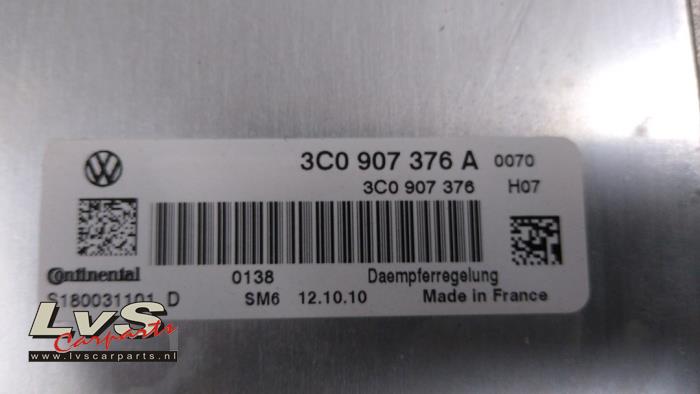 3C0 907 376 A 0070
3C0 907 376 H07
Continental 0138 Daempferregelung
S180031101 D SM6 12.10.10 Made in France
LvS
Carparts
www.lvscarparts.nl